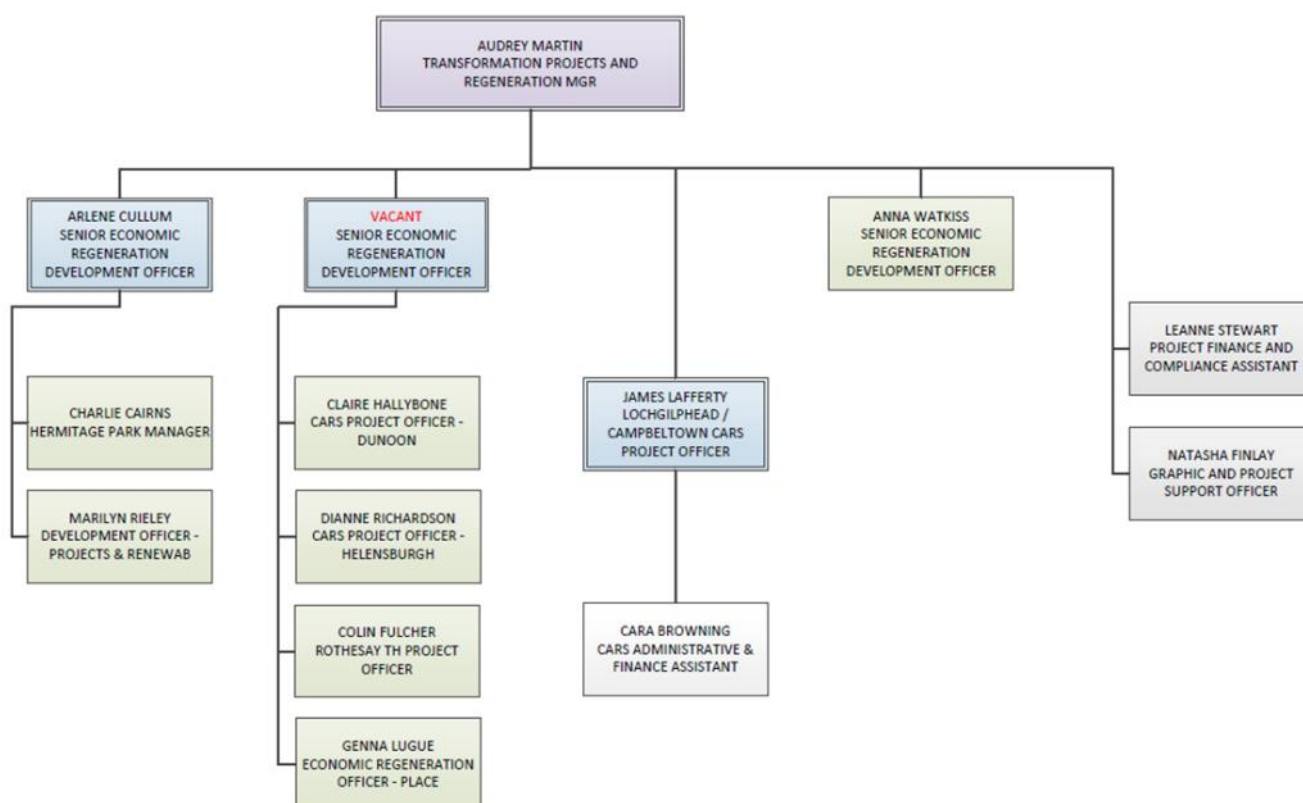 AUDREY MARTIN
TRANSFORMATION PROJECTS AND
REGENERATION MGR
ARLENE CULLUM
SENIOR ECONOMIC
REGENERATION
DEVELOPMENT OFFICER
VACANT
SENIOR ECONOMIC
REGENERATION
DEVELOPMENT OFFICER
ANNA WATKISS
SENIOR ECONOMIC
REGENERATION
DEVELOPMENT OFFICER
LEANNE STEWART
PROJECT FINANCE AND
COMPLIANCE ASSISTANT
CHARLIE CAIRNS
HERMITAGE PARK MANAGER
CLAIRE HALLYBONE
CARS PROJECT OFFICER -
DUNOON
JAMES LAFFERTY
LOCHGILPHEAD /
CAMPBELTOWN CARS
PROJECT OFFICER
NATASHA FINLAY
GRAPHIC AND PROJECT
SUPPORT OFFICER
MARILYN RIELEY
DEVELOPMENT OFFICER -
PROJECTS & RENEWAB
DIANNE RICHARDSON
CARS PROJECT OFFICER -
HELENSBURGH
COLIN FULCHER
ROTHESAY TH PROJECT
OFFICER
CARA BROWNING
CARS ADMINISTRATIVE &
FINANCE ASSISTANT
GENNA LUGUE
ECONOMIC REGENERATION
OFFICER - PLACE